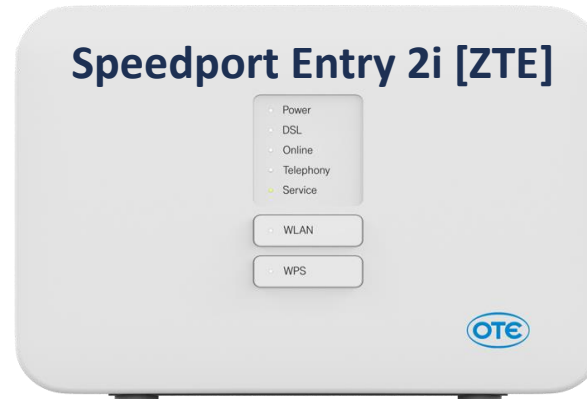 Speedport Entry 2i [ZTE]
Power
DSL
Online
Telephony
Service
WLAN
WPS
OTE